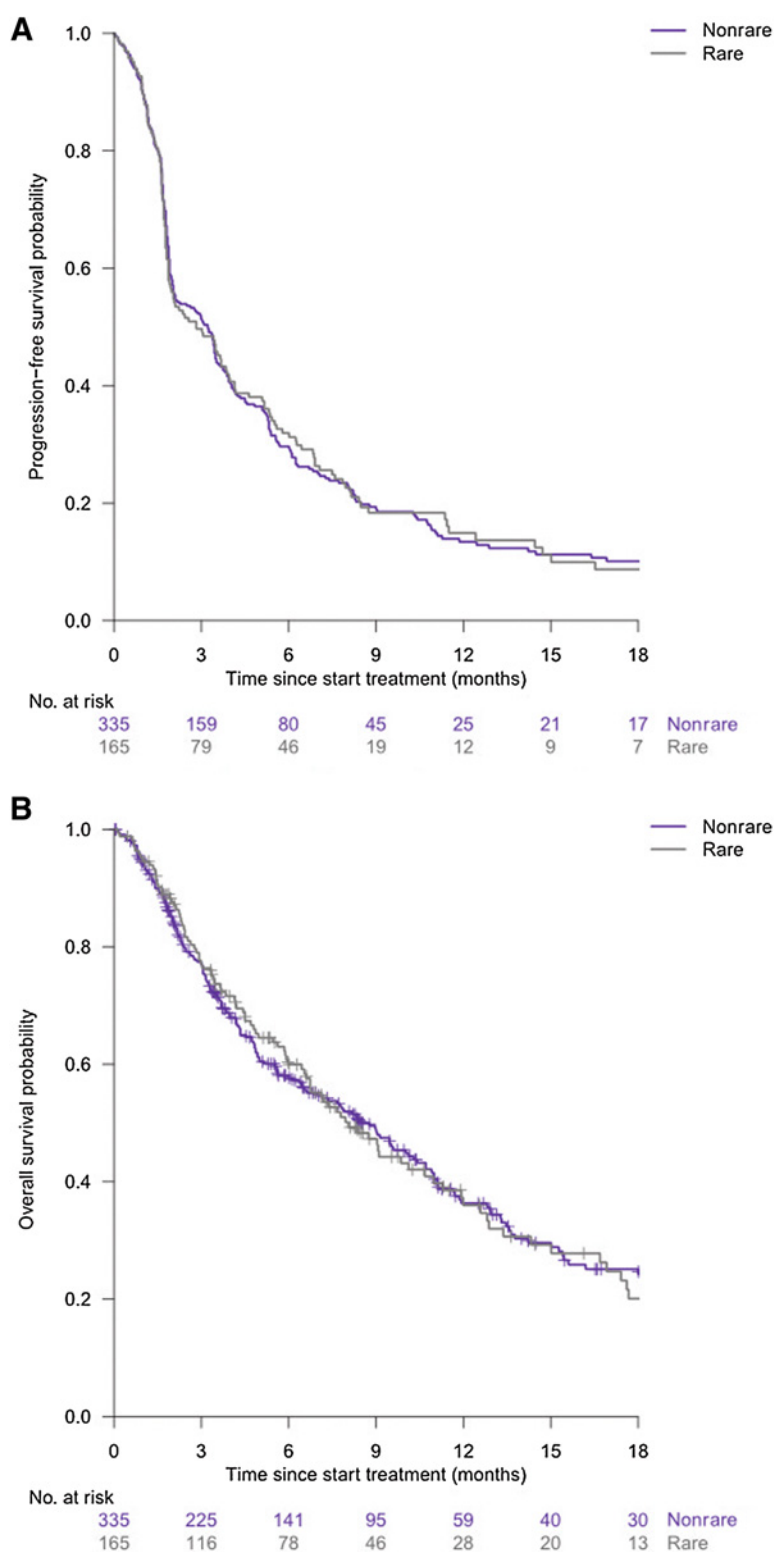 A
Nonrare
Rare
1.0
0.8
0.6
0.4
0.2
0.0
Progression-free survival probability
0 3 6 9 12 15 18
Time since start treatment (months)
No. at risk
335 159 80 45 25 21 17 Nonrare
165 79 46 19 12 9 7 Rare
B
Nonrare
Rare
1.0
0.8
0.6
0.4
0.2
0.0
Overall survival probability
0 3 6 9 12 15 18
Time since start treatment (months)
No. at risk
335 225 141 95 59 40 30 Nonrare
165 116 78 46 28 20 13 Rare